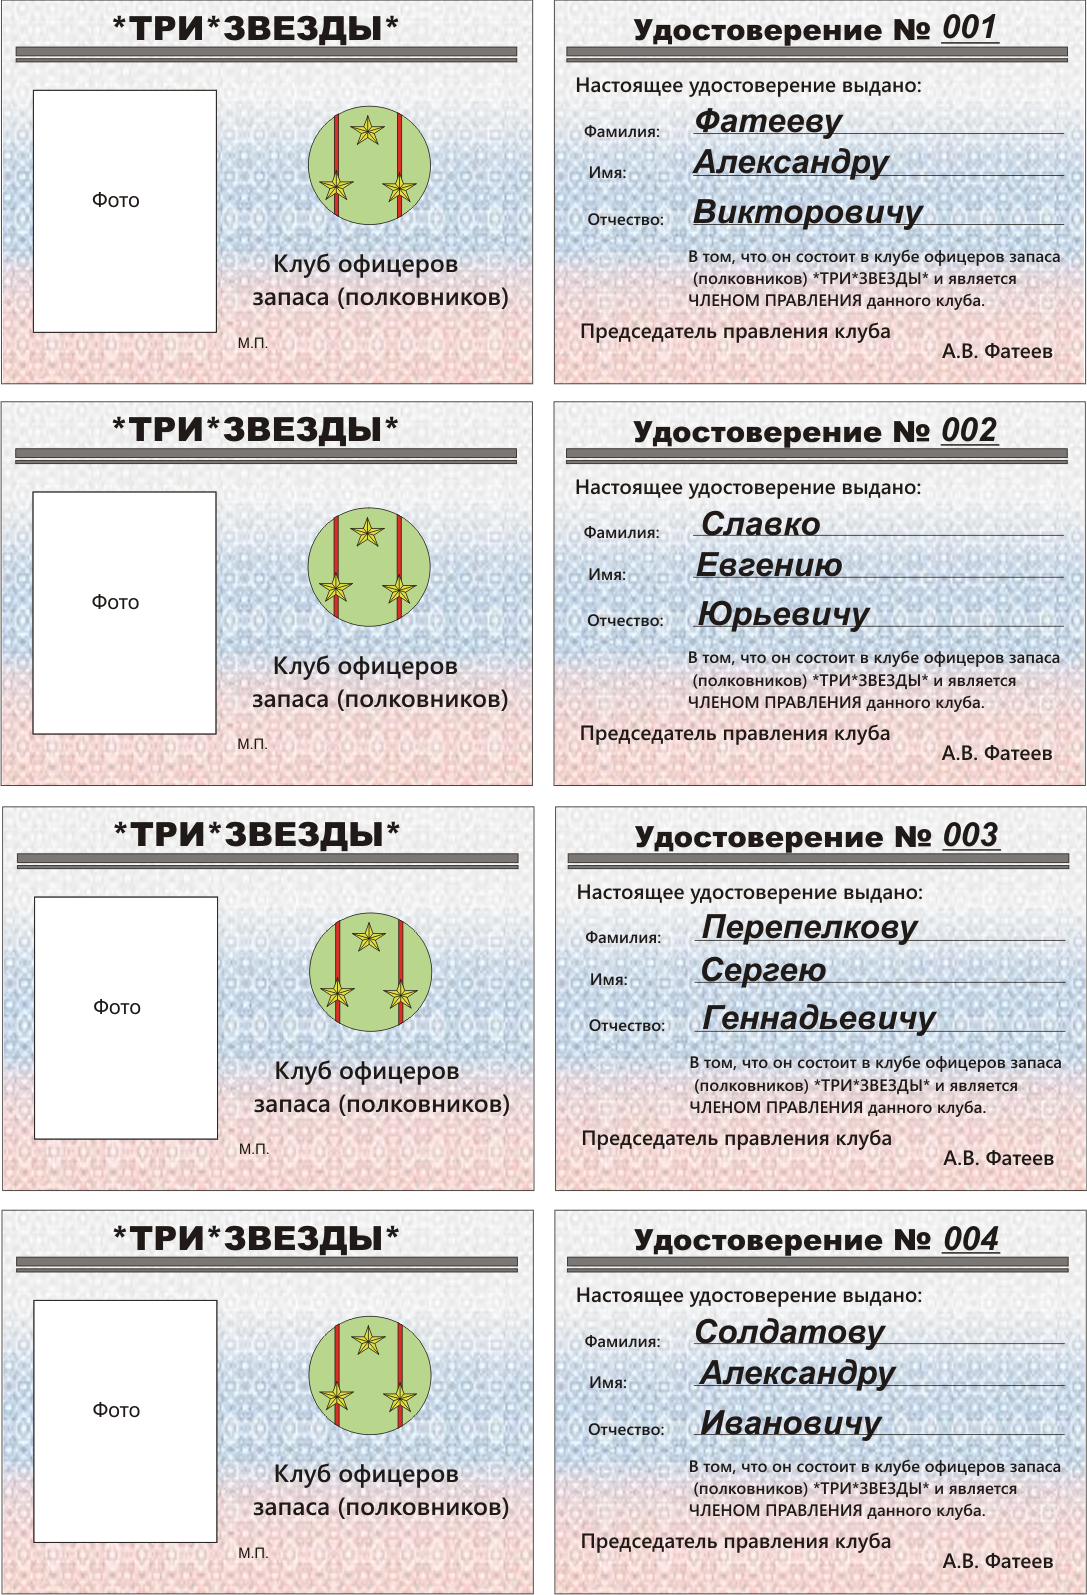 *ТРИ*ЗВЕЗДЫ*
Фото
Клуб офицеров
запаса (полковников)
М.П.
Удостоверение № 001
Настоящее удостоверение выдано:
Фамилия: Фатееву
Имя: Александру
Отчество: Викторовичу
В том, что он состоит в клубе офицеров запаса
(полковников) *ТРИ*ЗВЕЗДЫ* и является
ЧЛЕНОМ ПРАВЛЕНИЯ данного клуба.
Председатель правления клуба
А.В. Фатеев
*ТРИ*ЗВЕЗДЫ*
Фото
Клуб офицеров
запаса (полковников)
М.П.
Удостоверение № 002
Настоящее удостоверение выдано:
Фамилия: Славко
Имя: Евгению
Отчество: Юрьевичу
В том, что он состоит в клубе офицеров запаса
(полковников) *ТРИ*ЗВЕЗДЫ* и является
ЧЛЕНОМ ПРАВЛЕНИЯ данного клуба.
Председатель правления клуба
А.В. Фатеев
*ТРИ*ЗВЕЗДЫ*
Фото
Клуб офицеров
запаса (полковников)
М.П.
Удостоверение № 003
Настоящее удостоверение выдано:
Фамилия: Перепелкову
Имя: Сергею
Отчество: Геннадьевичу
В том, что он состоит в клубе офицеров запаса
(полковников) *ТРИ*ЗВЕЗДЫ* и является
ЧЛЕНОМ ПРАВЛЕНИЯ данного клуба.
Председатель правления клуба
А.В. Фатеев
*ТРИ*ЗВЕЗДЫ*
Фото
Клуб офицеров
запаса (полковников)
М.П.
Удостоверение № 004
Настоящее удостоверение выдано:
Фамилия: Солдатову
Имя: Александру
Отчество: Ивановичу
В том, что он состоит в клубе офицеров запаса
(полковников) *ТРИ*ЗВЕЗДЫ* и является
ЧЛЕНОМ ПРАВЛЕНИЯ данного клуба.
Председатель правления клуба
А.В. Фатеев